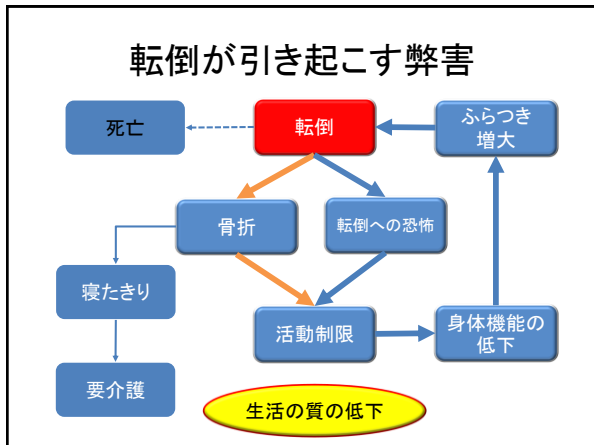 転倒が引き起こす弊害
死亡
転倒
ふらつき
増大
骨折
転倒への恐怖
寝たきり
活動制限
身体機能の
低下
要介護
生活の質の低下